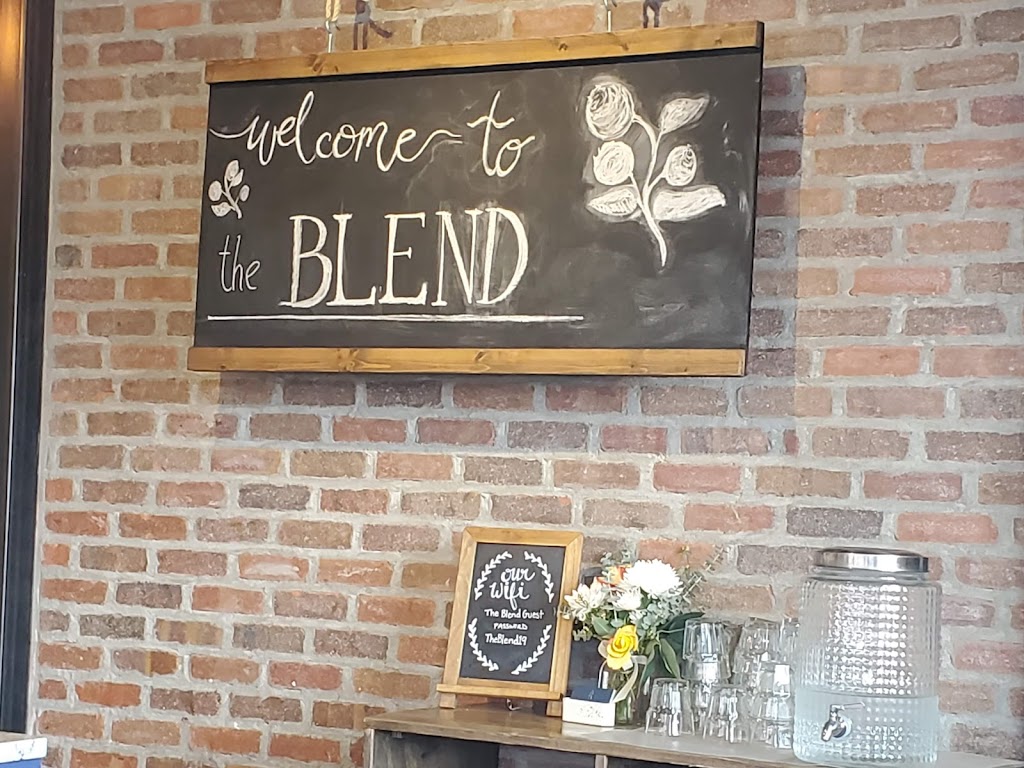 welcome to
the BLEND
our
wifi
The Blend Guest
PASSWORD
TheBlend19